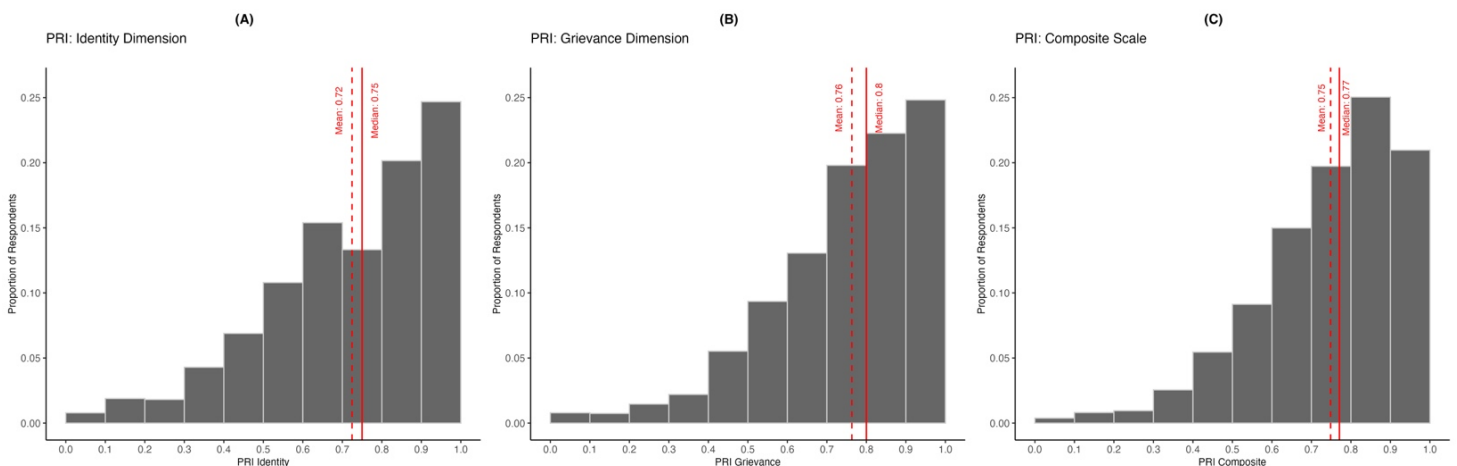 (A)
PRI: Identity Dimension
Proportion of Respondents
0.25
0.20
0.15
0.10
0.05
0.00
Mean: 0.72
Median: 0.75
0.0 0.1 0.2 0.3 0.4 0.5 0.6 0.7 0.8 0.9 1.0
PRI Identity
(B)
PRI: Grievance Dimension
Proportion of Respondents
0.25
0.20
0.15
0.10
0.05
0.00
Mean: 0.76
Median: 0.8
0.0 0.1 0.2 0.3 0.4 0.5 0.6 0.7 0.8 0.9 1.0
PRI Grievance
(C)
PRI: Composite Scale
Proportion of Respondents
0.25
0.20
0.15
0.10
0.05
0.00
Mean: 0.75
Median: 0.77
0.0 0.1 0.2 0.3 0.4 0.5 0.6 0.7 0.8 0.9 1.0
PRI Composite